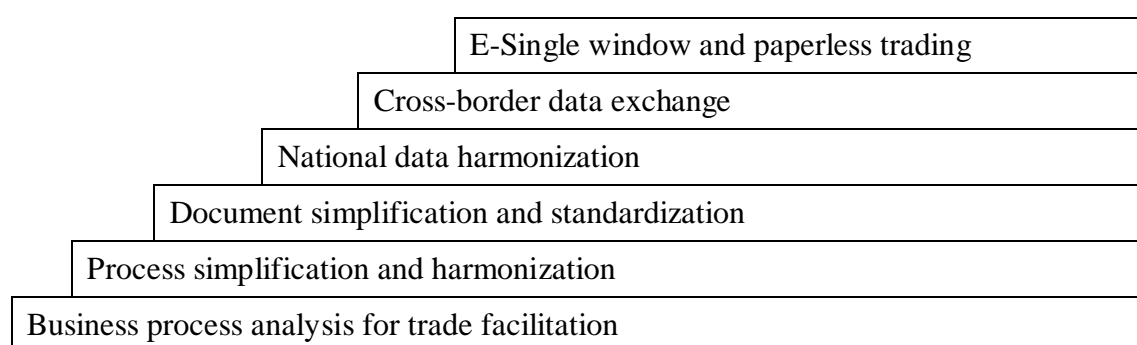 E-Single window and paperless trading
Cross-border data exchange
National data harmonization
Document simplification and standardization
Process simplification and harmonization
Business process analysis for trade facilitation